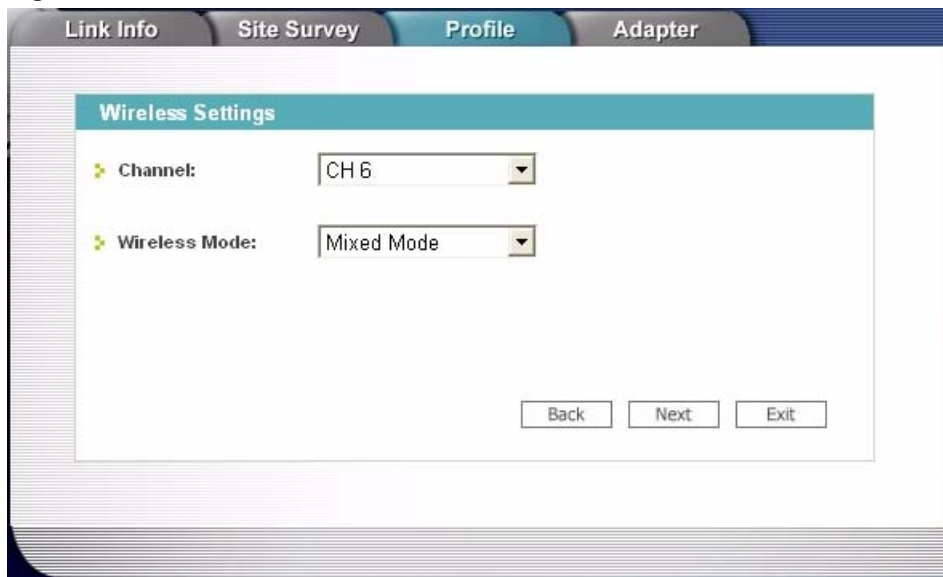 Link Info Site Survey Profile Adapter
Wireless Settings
Channel: CH 6
Wireless Mode: Mixed Mode
Back Next Exit